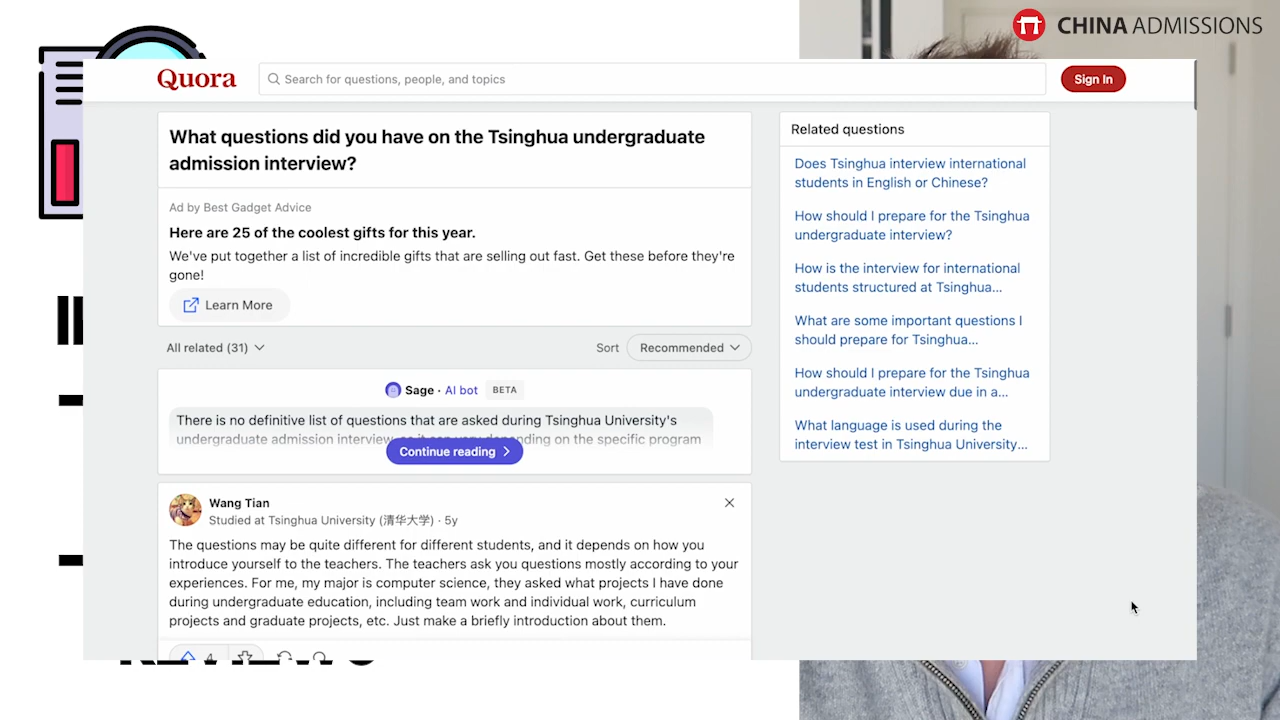 CHINA ADMISSIONS
Quora
Search for questions, people, and topics
Sign In
What questions did you have on the Tsinghua undergraduate
admission interview?
Ad by Best Gadget Advice
Here are 25 of the coolest gifts for this year.
We've put together a list of incredible gifts that are selling out fast. Get these before they're
gone!
Learn More
All related (31)
Sort
Recommended
Sage · AI bot BETA
There is no definitive list of questions that are asked during Tsinghua University's
undergraduate admission interview, as it can vary depending on the specific program
Continue reading
Wang Tian
Studied at Tsinghua University (清华大学) · 5y
The questions may be quite different for different students, and it depends on how you
introduce yourself to the teachers. The teachers ask you questions mostly according to your
experiences. For me, my major is computer science, they asked what projects I have done
during undergraduate education, including team work and individual work, curriculum
projects and graduate projects, etc. Just make a briefly introduction about them.
4
Related questions
Does Tsinghua interview international
students in English or Chinese?
How should I prepare for the Tsinghua
undergraduate interview?
How is the interview for international
students structured at Tsinghua...
What are some important questions I
should prepare for Tsinghua...
How should I prepare for the Tsinghua
undergraduate interview due in a...
What language is used during the
interview test in Tsinghua University...